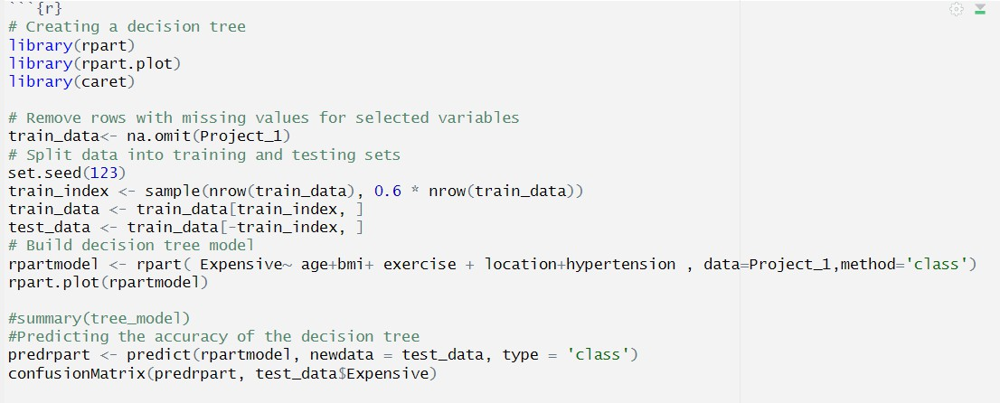 ```{r}
# Creating a decision tree
library(rpart)
library(rpart.plot)
library(caret)
# Remove rows with missing values for selected variables
train_data<- na.omit(Project_1)
# Split data into training and testing sets
set.seed(123)
train_index <- sample(nrow(train_data), 0.6 * nrow(train_data))
train_data <- train_data[train_index, ]
test_data <- train_data[-train_index, ]
# Build decision tree model
rpartmodel <- rpart( Expensive~ age+bmi+ exercise + location+hypertension , data=Project_1,method='class')
rpart.plot(rpartmodel)
#summary(tree_model)
#Predicting the accuracy of the decision tree
predrpart <- predict(rpartmodel, newdata = test_data, type = 'class')
confusionMatrix(predrpart, test_data$Expensive)